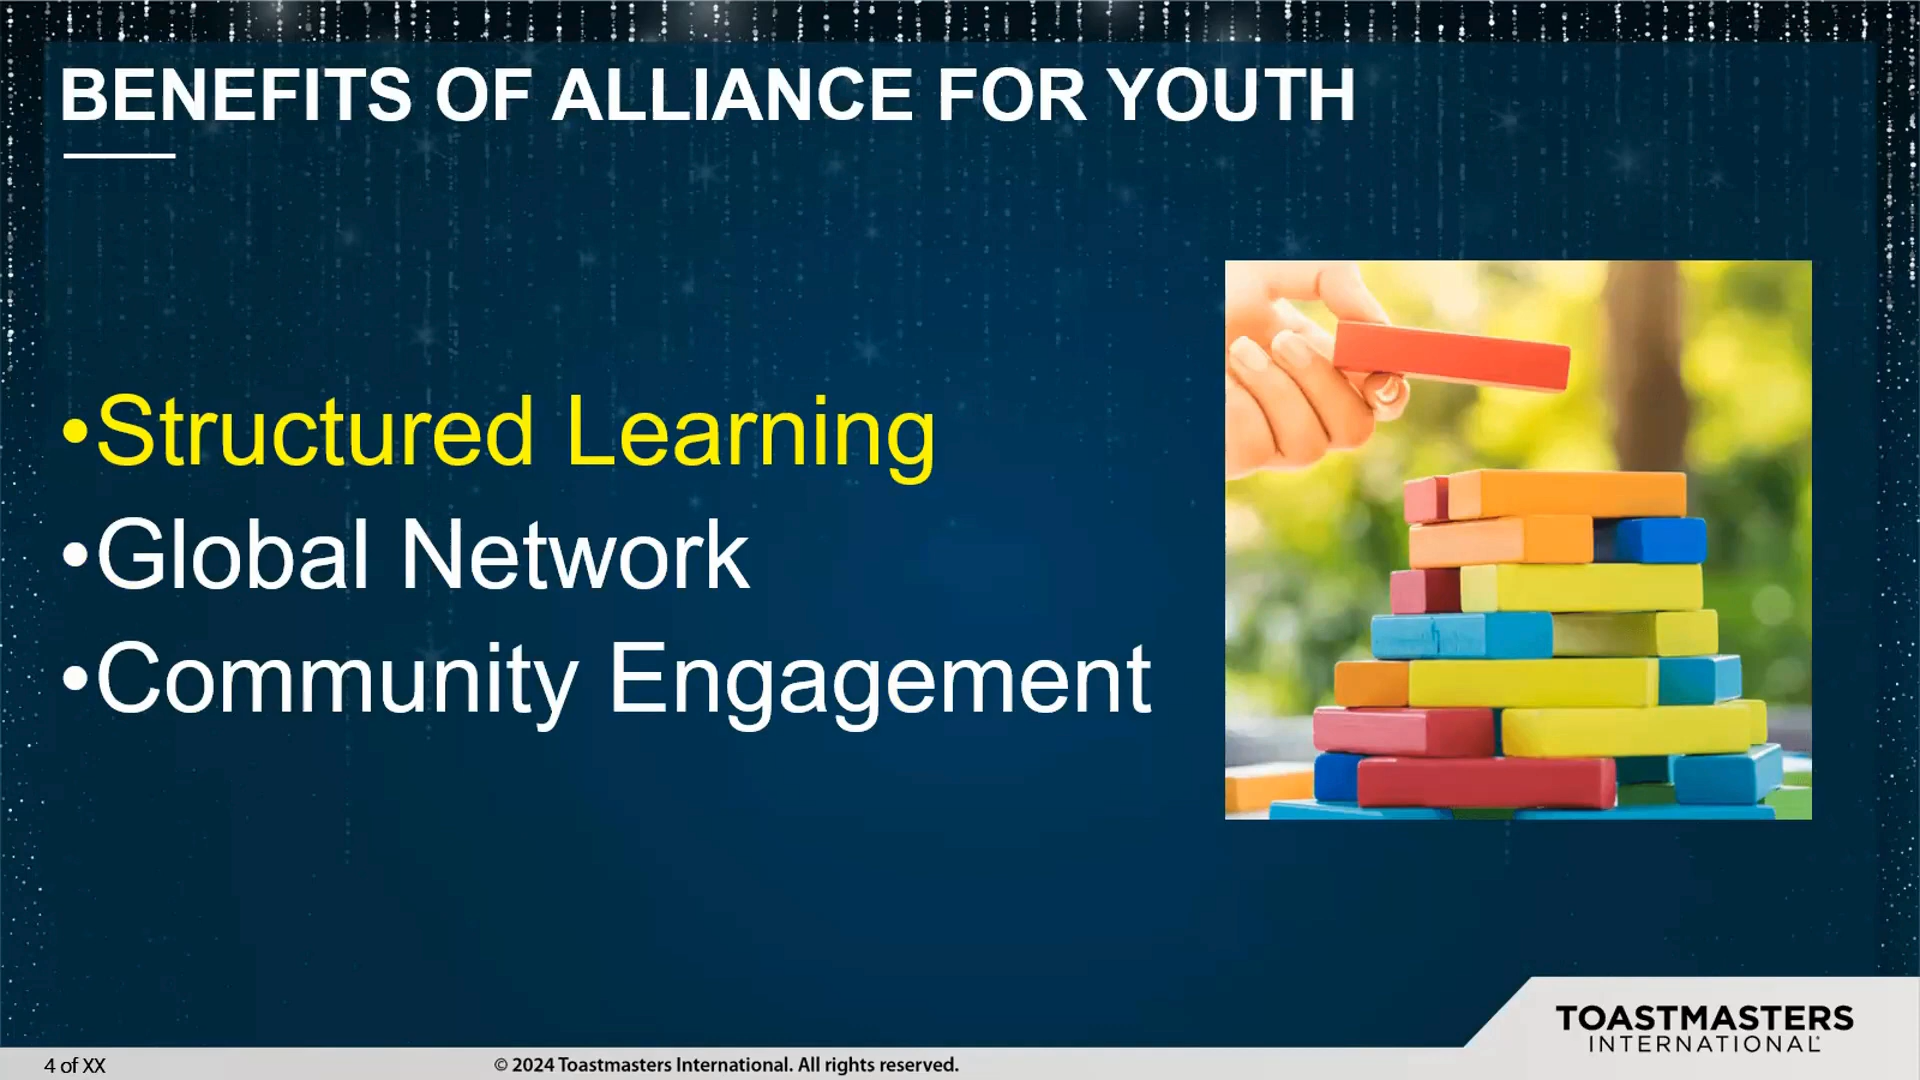 BENEFITS OF ALLIANCE FOR YOUTH
•Structured Learning
•Global Network
•Community Engagement
TOASTMASTERS
INTERNATIONAL
4 of XX
© 2024 Toastmasters International. All rights reserved.